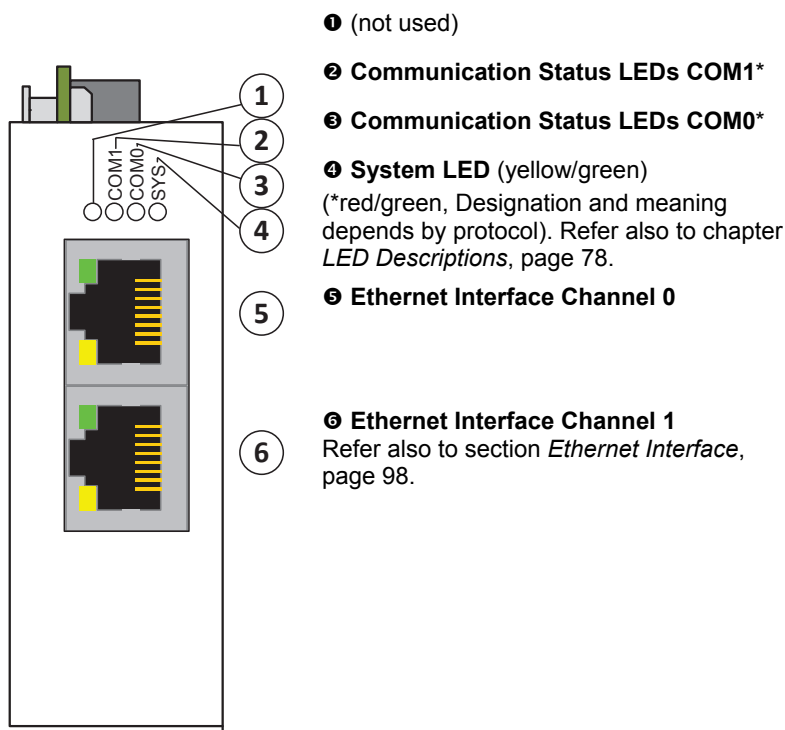 ❶ (not used)
❷ Communication Status LEDs COM1*
❸ Communication Status LEDs COM0*
❹ System LED (yellow/green)
(*red/green, Designation and meaning
depends by protocol). Refer also to chapter
LED Descriptions, page 78.
❺ Ethernet Interface Channel 0
❻ Ethernet Interface Channel 1
Refer also to section Ethernet Interface,
page 98.
1
2
3
4
5
6
COM1
COM0
SYS